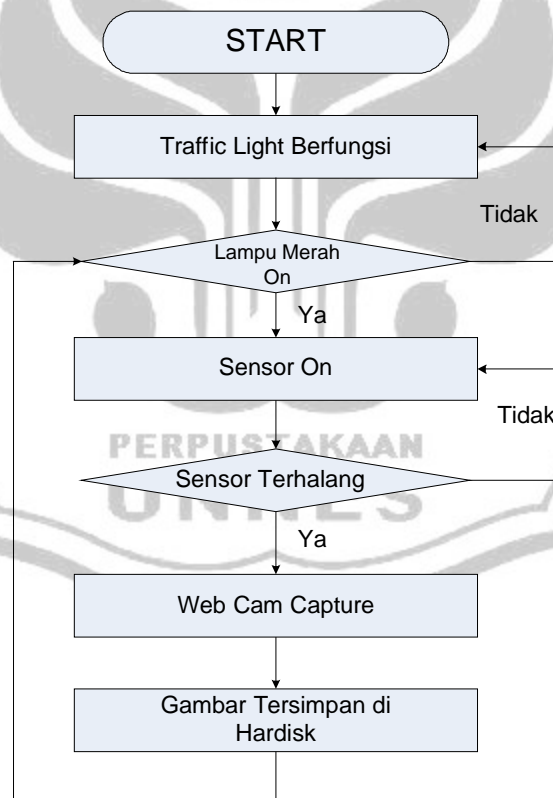 START
Traffic Light Berfungsi
Tidak
Lampu Merah
On
Ya
Sensor On
Tidak
PERPUSTAKAAN
UNNES
Sensor Terhalang
Ya
Web Cam Capture
Gambar Tersimpan di
Hardisk